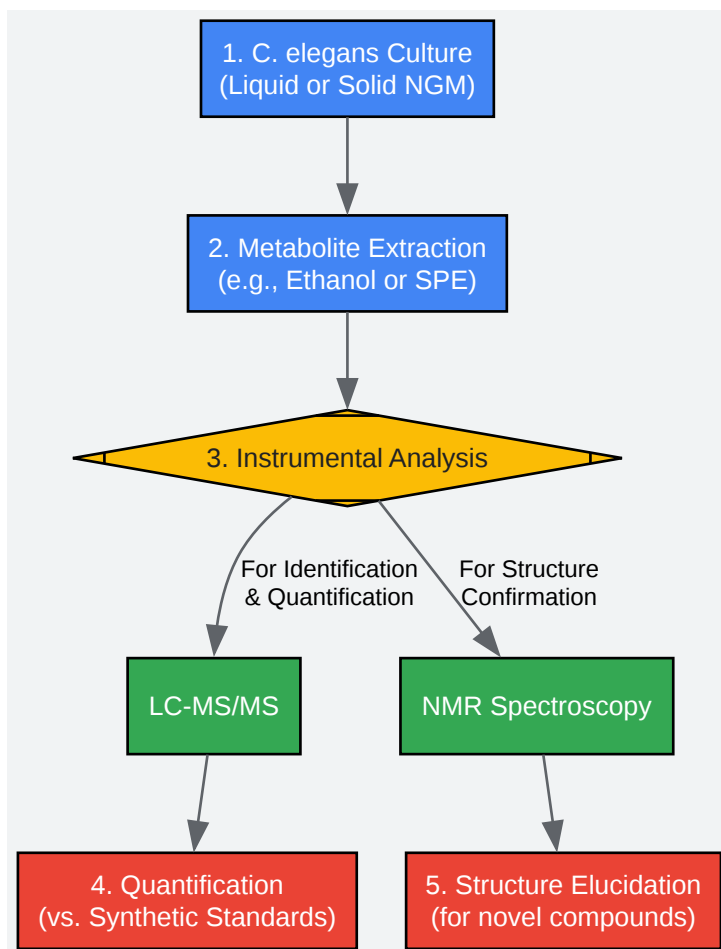 1. C. elegans Culture
(Liquid or Solid NGM)
2. Metabolite Extraction
(e.g., Ethanol or SPE)
3. Instrumental Analysis
For Identification
& Quantification
For Structure
Confirmation
LC-MS/MS
NMR Spectroscopy
4. Quantification
(vs. Synthetic Standards)
5. Structure Elucidation
(for novel compounds)